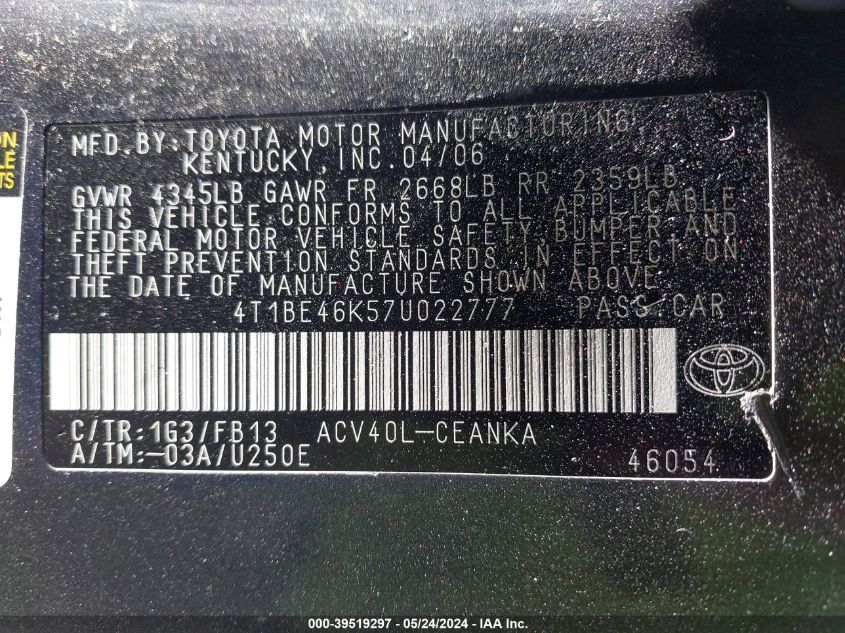 MFD.BY:TOYOTA MOTOR MANUFACTURING,
KENTUCKY,INC.04/06
GVWR 4345LB GAWR FR 2668LB RR 2359LB
THIS VEHICLE CONFORMS TO ALL APPLICABLE
FEDERAL MOTOR VEHICLE SAFETY,BUMPER,AND
THEFT PREVENTION STANDARDS IN EFFECT ON
THE DATE OF MANUFACTURE SHOWN ABOVE.
4T1BE46K57U022777 PASS.CAR
C/TR:1G3/FB13 ACV40L-CEANKA
A/TM:-03A/U250E 46054
000-39519297 - 05/24/2024 - IAAI Inc.